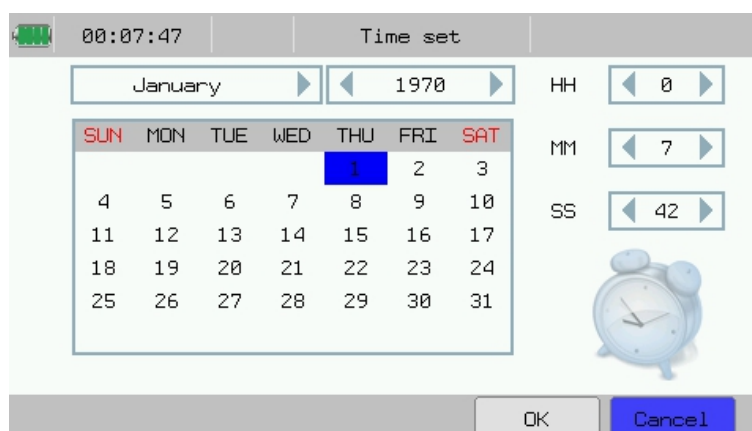 00:07:47 Time set
January 1970 HH 0
SUN MON TUE WED THU FRI SAT
1 2 3
MM 7
4 5 6 7 8 9 10
SS 42
11 12 13 14 15 16 17
18 19 20 21 22 23 24
25 26 27 28 29 30 31
OK Cancel